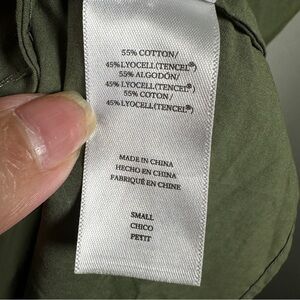 55% COTTON/
45% LYOCELL(TENCEL®)
55% ALGODÓN/
45% LYOCELL(TENCEL®)
55% COTON/
45% LYOCELL(TENCEL®)
MADE IN CHINA
HECHO EN CHINA
FABRIQUÉ EN CHINE
SMALL
CHICO
PETIT